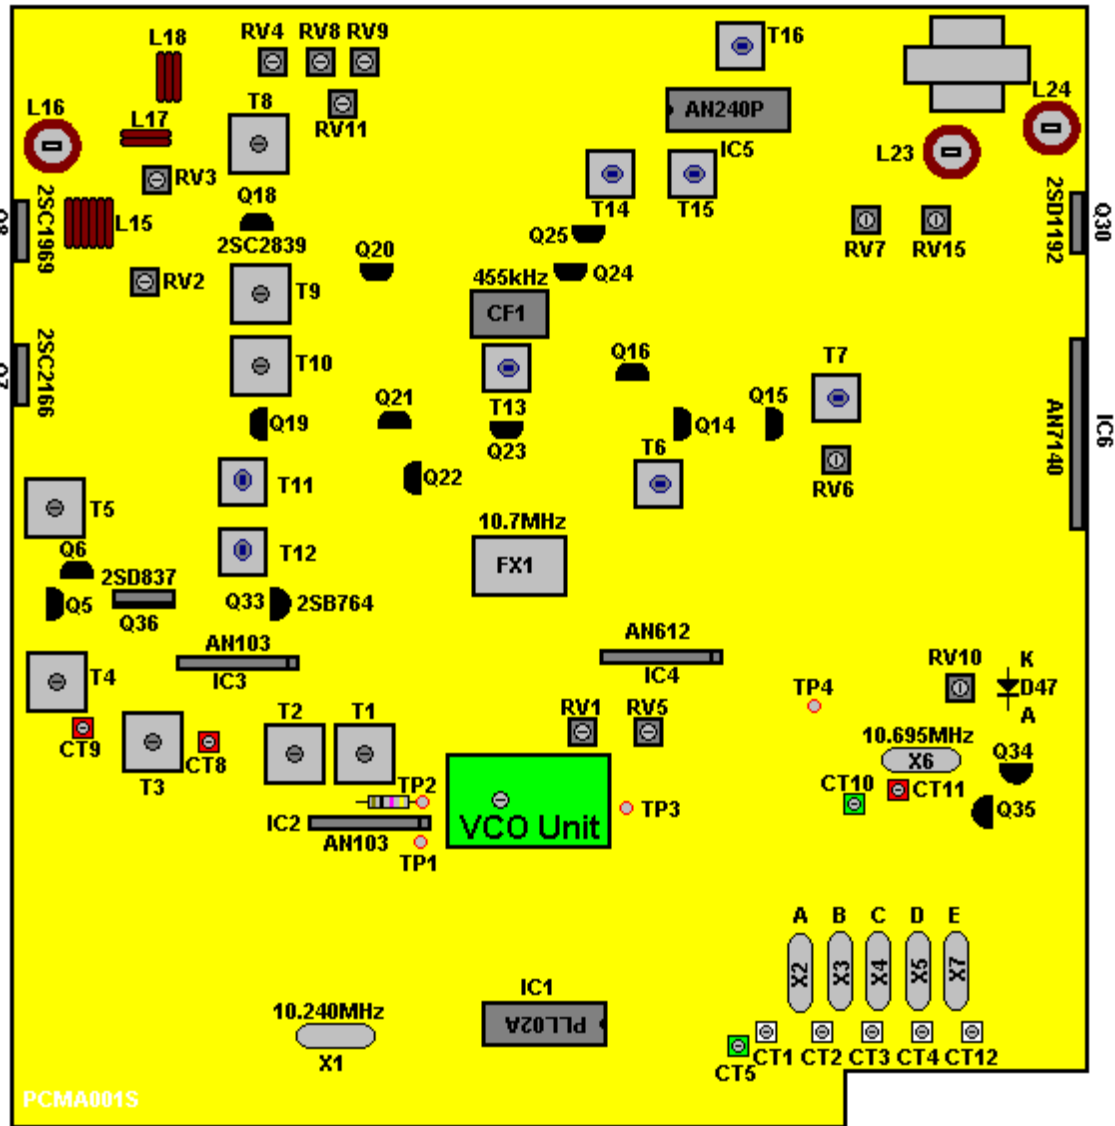 L18
RV4 RV8 RV9
T16
L16
T8
L24
L17
RV11
AN240P
IC5
L23
RV3
Q18
2SC1969
L15
2SC2839
T14
T15
2SD1192
Q30
Q20
Q25
RV7
RV15
Q24
455kHz
RV2
T9
CF1
2SC2166
T10
Q16
T7
T13
Q21
Q15
Q19
Q14
Q23
AN7140
IC6
T6
Q22
T11
RV6
T5
10.7MHz
Q6
T12
FX1
2SD837
Q5
Q33
2SB764
Q36
AN103
AN612
IC3
IC4
RV10
K
T4
D47
TP4
A
T2
T1
RV1
RV5
10.695MHz
CT9
CT8
X6
Q34
T3
TP2
CT10
CT11
TP3
Q35
IC2
VCO Unit
AN103
TP1
A B C D E
X2 X3 X4 X5 X7
IC1
10.240MHz
PLL02A
X1
CT1 CT2 CT3 CT4 CT12
CT5
PCMA001S